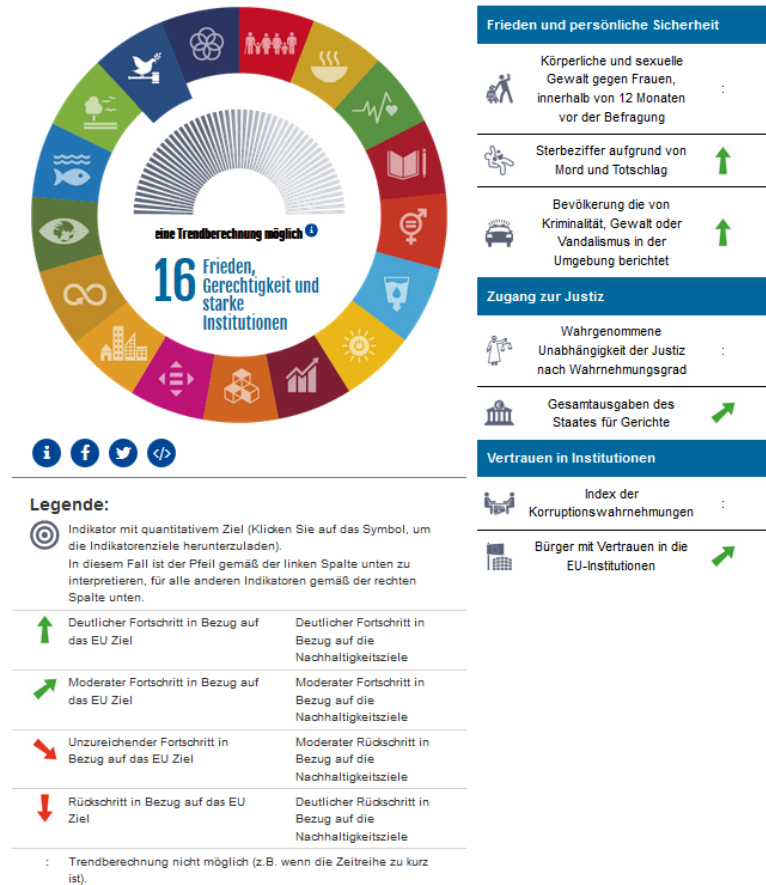 eine Trendberechnung möglich
16 Frieden,
Gerechtigkeit und
starke
Institutionen
Legende:
Indikator mit quantitativem Ziel (Klicken Sie auf das Symbol, um
die Indikatorenziele herunterzuladen).
In diesem Fall ist der Pfeil gemäß der linken Spalte unten zu
interpretieren, für alle anderen Indikatoren gemäß der rechten
Spalte unten.
Deutlicher Fortschritt in Bezug auf
das EU Ziel
Deutlicher Fortschritt in
Bezug auf die
Nachhaltigkeitsziele
Moderater Fortschritt in Bezug auf
das EU Ziel
Moderater Fortschritt in
Bezug auf die
Nachhaltigkeitsziele
Unzureichender Fortschritt in
Bezug auf das EU Ziel
Moderater Rückschritt in
Bezug auf die
Nachhaltigkeitsziele
Rückschritt in Bezug auf das EU
Ziel
Deutlicher Rückschritt in
Bezug auf die
Nachhaltigkeitsziele
: Trendberechnung nicht möglich (z.B. wenn die Zeitreihe zu kurz
ist).
Frieden und persönliche Sicherheit
Körperliche und sexuelle
Gewalt gegen Frauen,
innerhalb von 12 Monaten :
vor der Befragung
Sterbeziffer aufgrund von
Mord und Totschlag
Bevölkerung die von
Kriminalität, Gewalt oder
Vandalismus in der
Umgebung berichtet
Zugang zur Justiz
Wahrgenommene
Unabhängigkeit der Justiz :
nach Wahrnehmungsgrad
Gesamtausgaben des
Staates für Gerichte
Vertrauen in Institutionen
Index der
Korruptionswahrnehmungen :
Bürger mit Vertrauen in die
EU-Institutionen